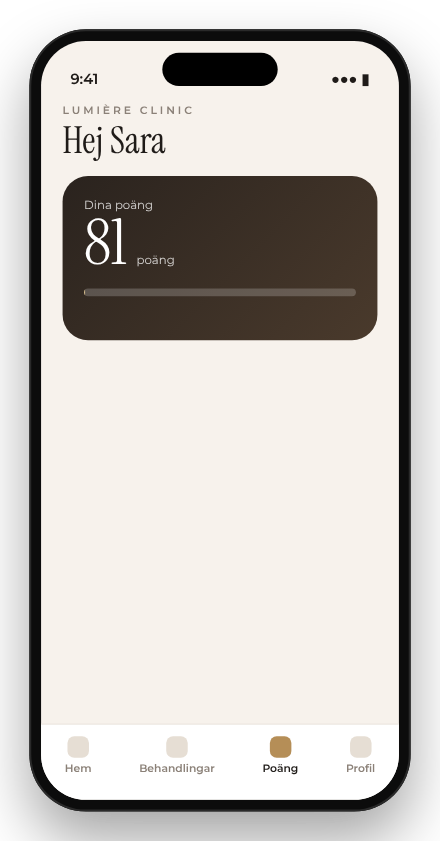 9:41
LUMIÈRE CLINIC
Hej Sara
Dina poäng
81 poäng
Hem Behandlingar Poäng Profil